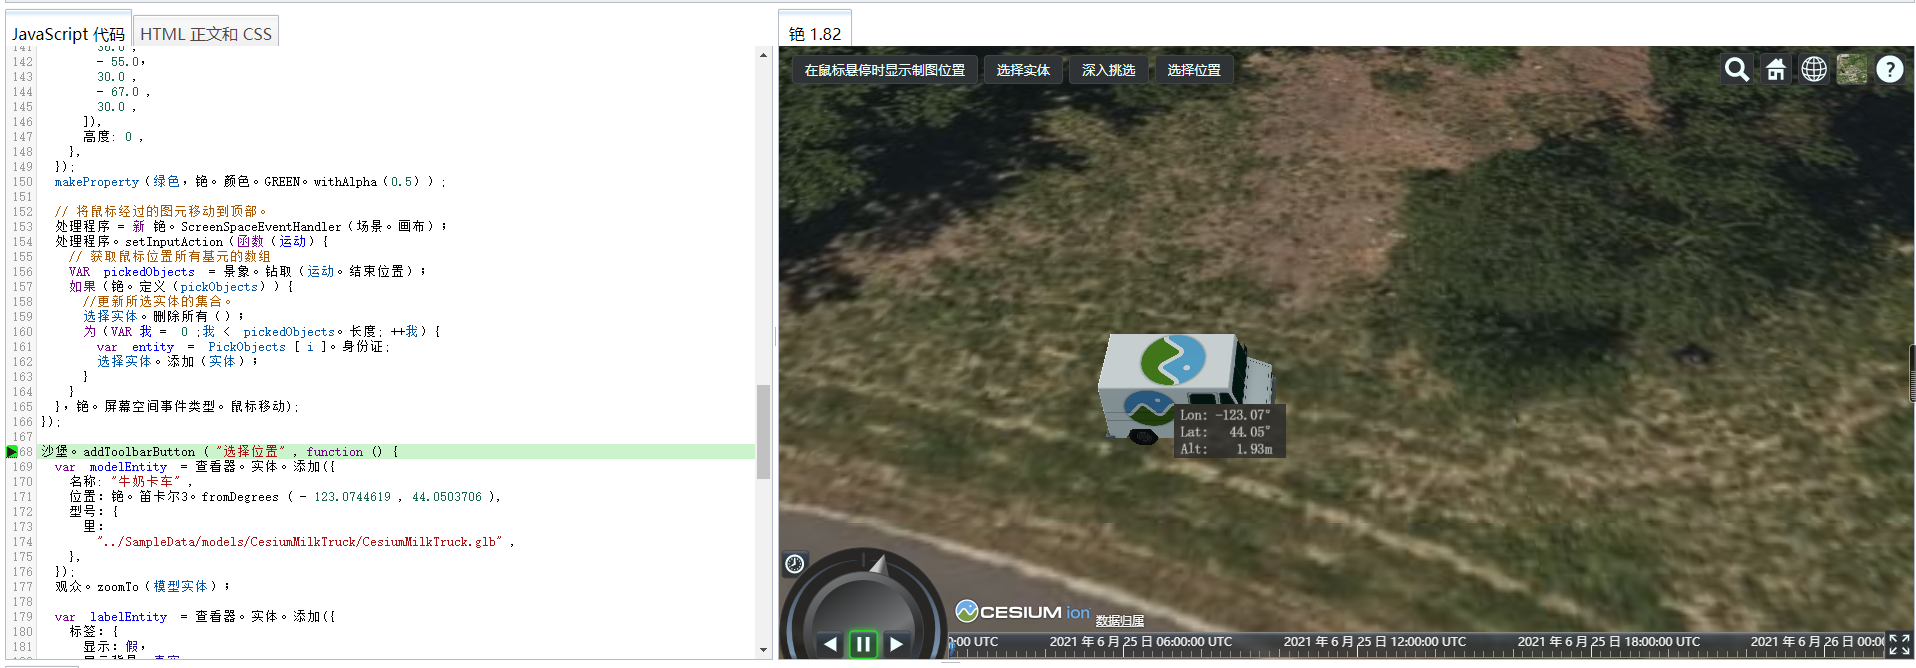 JavaScript 代码
HTML 正文和 CSS
141 36.0 ,
142 - 55.0,
143 30.0 ,
144 - 67.0 ,
145 30.0 ,
146 ]),
147 高度: 0 ,
148 },
149 });
150 makeProperty（绿色，铯。颜色。GREEN。withAlpha（0.5））;
151
152 // 将鼠标经过的图元移动到顶部。
153 处理程序 = 新 铯。ScreenSpaceEventHandler（场景。画布）;
154 处理程序。setInputAction（函数（运动）{
155 // 获取鼠标位置所有基元的数组
156 VAR pickedObjects = 景象。钻取（运动。结束位置）;
157 如果（铯。定义（pickObjects））{
158 //更新所选实体的集合。
159 选择实体。删除所有（）;
160 为（VAR 我 = 0 ;我 < pickedObjects。长度; ++我）{
161 var entity = PickObjects [ i ]。身份证;
162 选择实体。添加（实体）;
163 }
164 }
165 }，铯。屏幕空间事件类型。鼠标移动);
166 });
167
68 沙堡。addToolbarButton ( "选择位置" , function () {
169 var modelEntity = 查看器。实体。添加({
170 名称: "牛奶卡车" ,
171 位置：铯。笛卡尔3。fromDegrees ( - 123.0744619 , 44.0503706 ),
172 型号：{
173 里：
174 "../SampleData/models/CesiumMilkTruck/CesiumMilkTruck.glb" ,
175 },
176 });
177 观众。zoomTo（模型实体）;
178
179 var labelEntity = 查看器。实体。添加({
180 标签：{
181 显示：假，
铯 1.82
在鼠标悬停时显示制图位置 选择实体 深入挑选 选择位置
?
Lon: -123.07°
Lat: 44.05°
Alt: 1.93m
CESIUM ion 数据归属
0:00 UTC 2021 年 6 月 25 日 06:00:00 UTC 2021 年 6 月 25 日 12:00:00 UTC 2021 年 6 月 25 日 18:00:00 UTC 2021 年 6 月 26 日 00:00